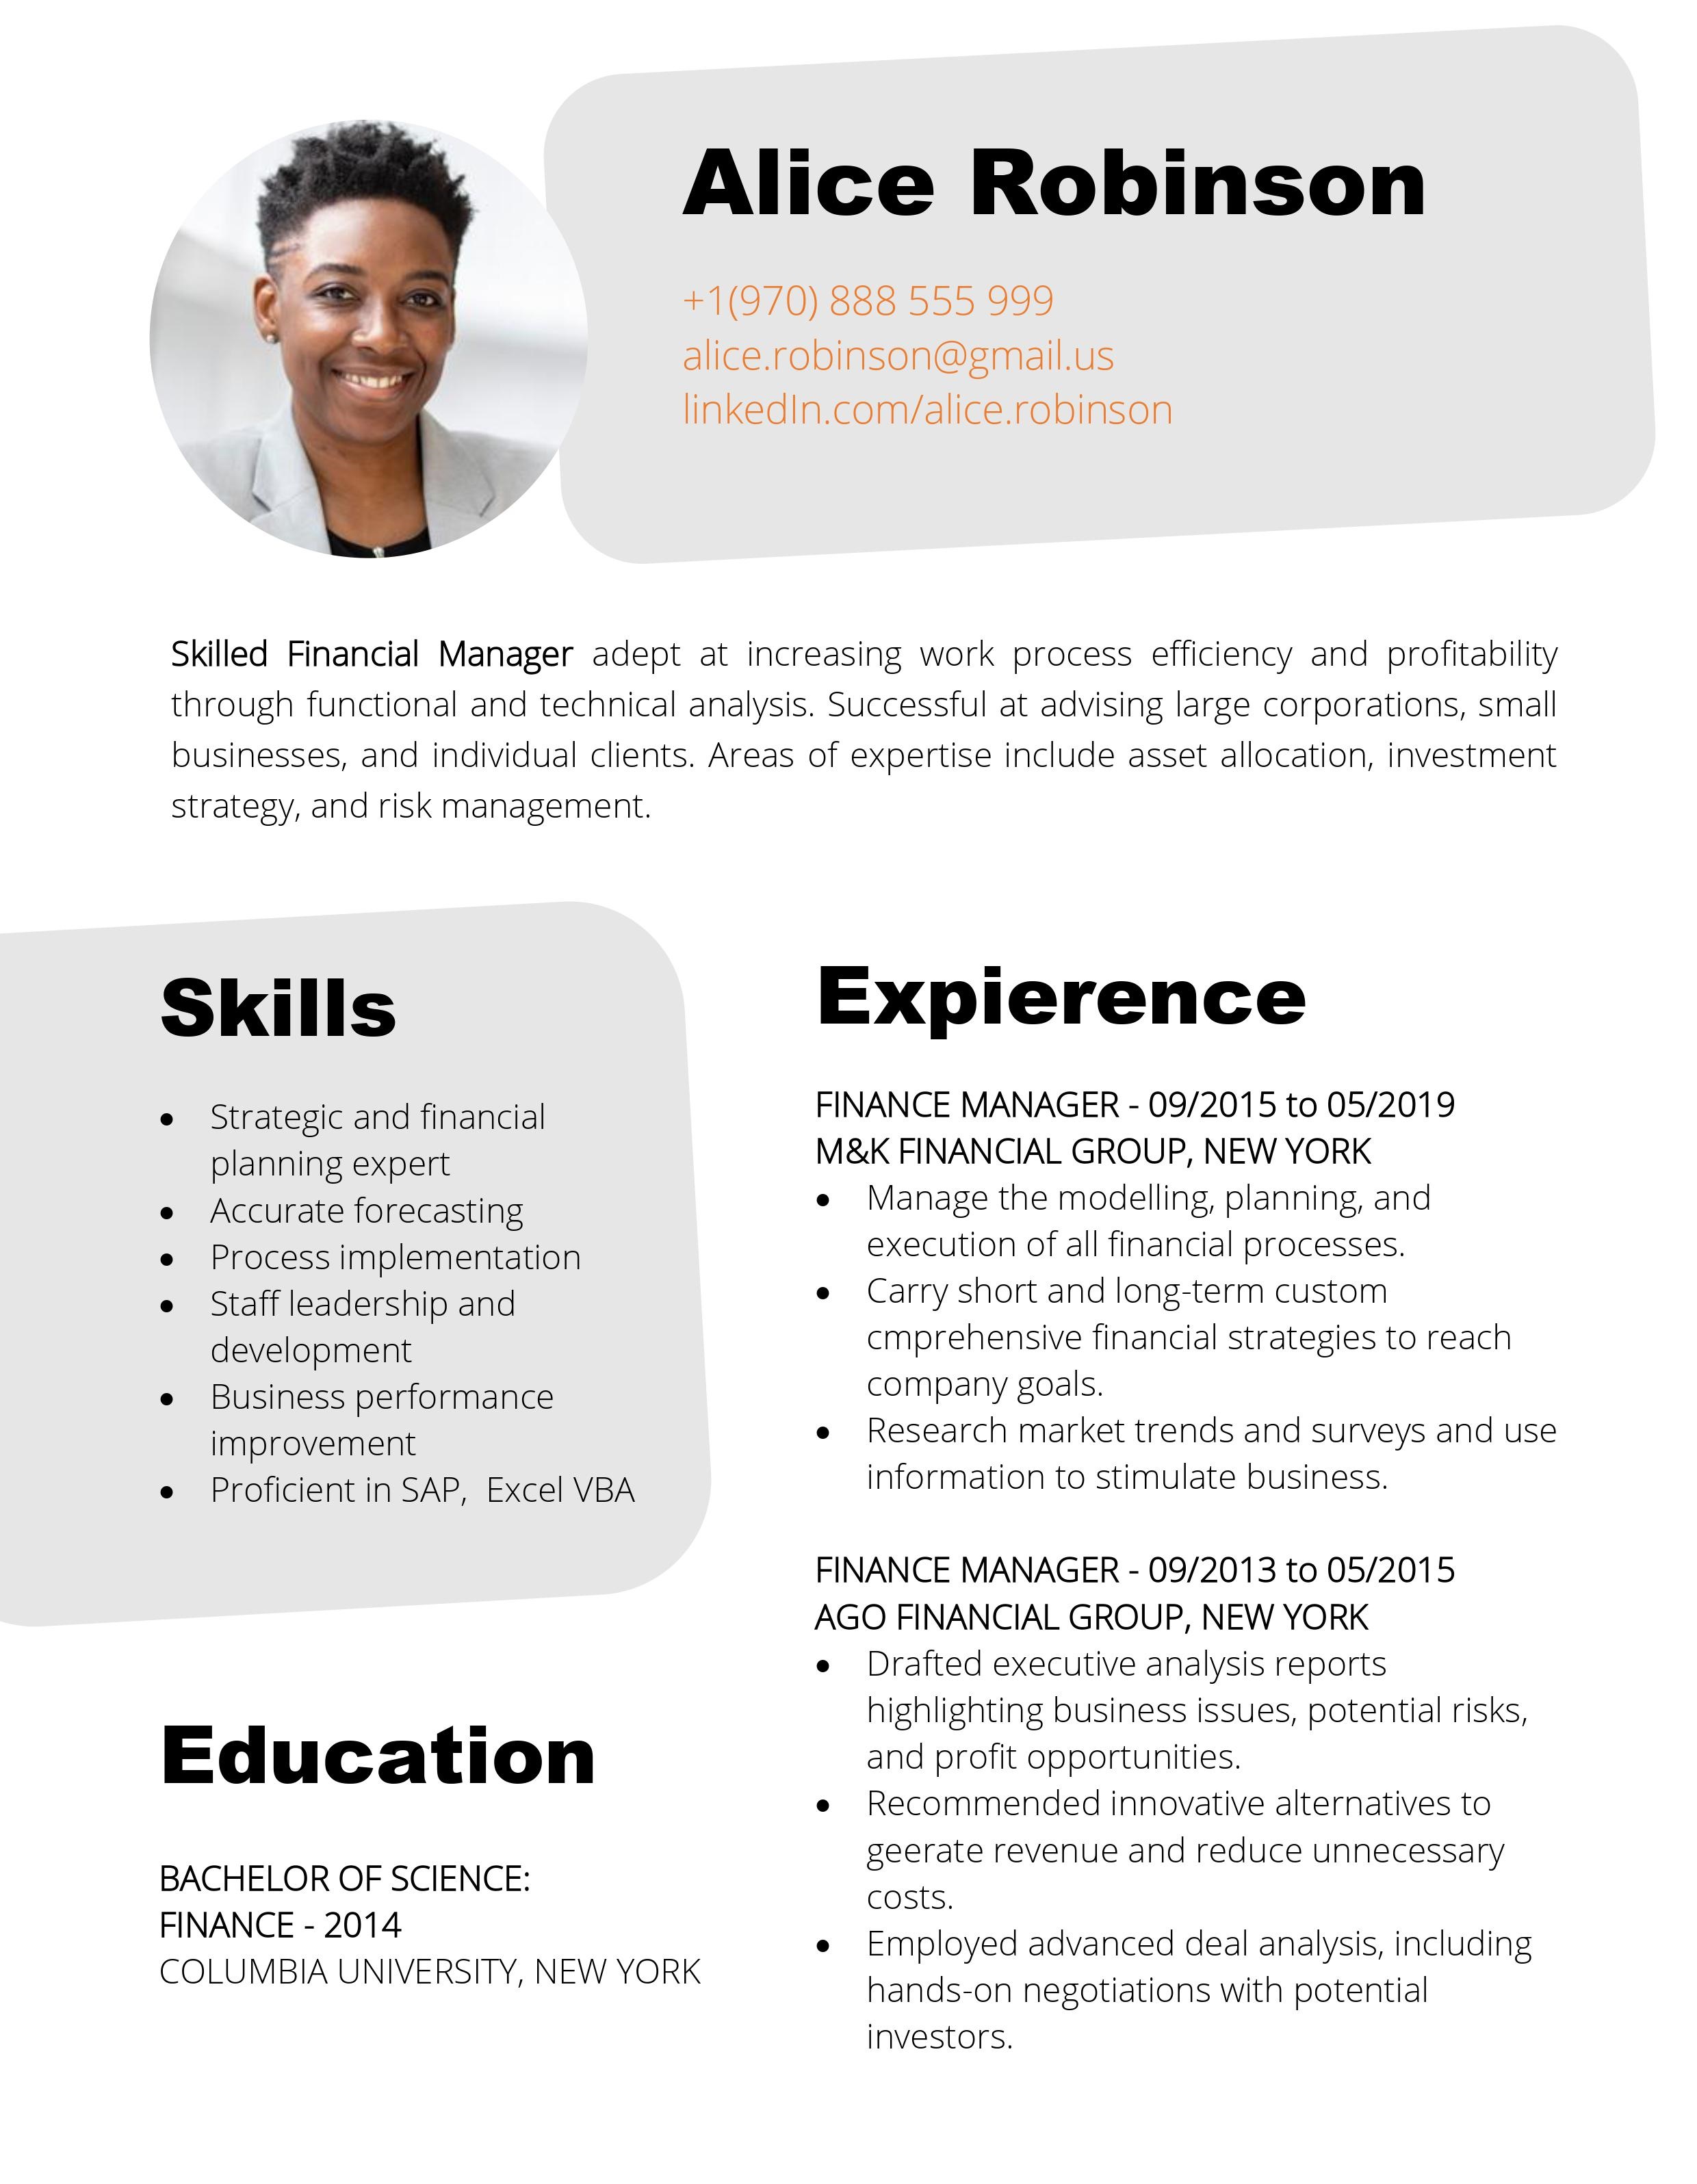 Alice Robinson
+1(970) 888 555 999
alice.robinson@gmail.us
linkedIn.com/alice.robinson
Skilled Financial Manager adept at increasing work process efficiency and profitability
through functional and technical analysis. Successful at advising large corporations, small
businesses, and individual clients. Areas of expertise include asset allocation, investment
strategy, and risk management.
Skills
• Strategic and financial
planning expert
• Accurate forecasting
• Process implementation
• Staff leadership and
development
• Business performance
improvement
• Proficient in SAP,  Excel VBA
Education
BACHELOR OF SCIENCE:
FINANCE - 2014
COLUMBIA UNIVERSITY, NEW YORK
Expierence
FINANCE MANAGER - 09/2015 to 05/2019
M&K FINANCIAL GROUP, NEW YORK
• Manage the modelling, planning, and
execution of all financial processes.
• Carry short and long-term custom
cmprehensive financial strategies to reach
company goals.
• Research market trends and surveys and use
information to stimulate business.
FINANCE MANAGER - 09/2013 to 05/2015
AGO FINANCIAL GROUP, NEW YORK
• Drafted executive analysis reports
highlighting business issues, potential risks,
and profit opportunities.
• Recommended innovative alternatives to
geerate revenue and reduce unnecessary
costs.
• Employed advanced deal analysis, including
hands-on negotiations with potential
investors.